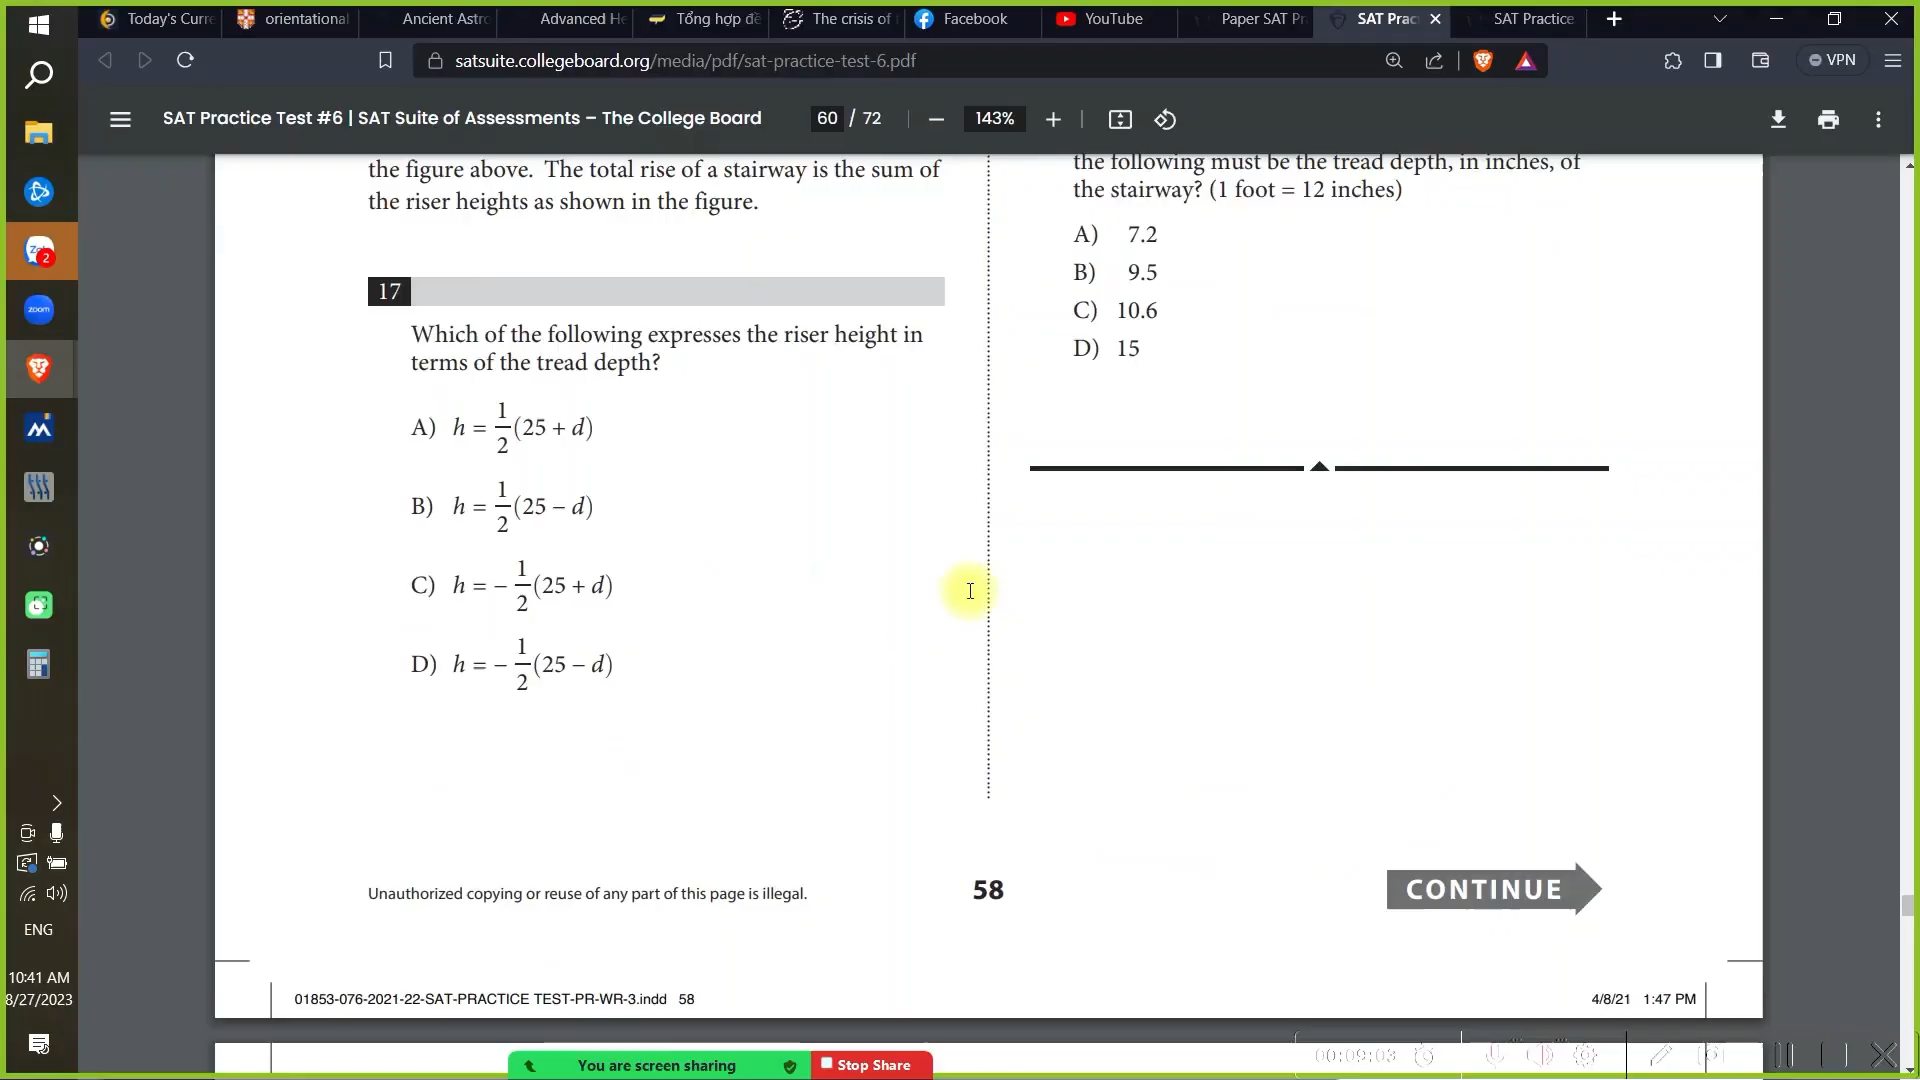 Today's Curre
orientational
Ancient Astro
Advanced He
Tổng hợp đề
The crisis of
Facebook
YouTube
Paper SAT Pr
SAT Prac
SAT Practice
satsuite.collegeboard.org/media/pdf/sat-practice-test-6.pdf
VPN
SAT Practice Test #6 | SAT Suite of Assessments – The College Board
60 / 72
143%
the figure above. The total rise of a stairway is the sum of
the riser heights as shown in the figure.
17
Which of the following expresses the riser height in
terms of the tread depth?
A) h = 1/2(25 + d)
B) h = 1/2(25 − d)
C) h = −1/2(25 + d)
D) h = −1/2(25 − d)
the following must be the tread depth, in inches, of
the stairway? (1 foot = 12 inches)
A) 7.2
B) 9.5
C) 10.6
D) 15
Unauthorized copying or reuse of any part of this page is illegal.
58
CONTINUE
01853-076-2021-22-SAT-PRACTICE TEST-PR-WR-3.indd 58
4/8/21 1:47 PM
2
zoom
ENG
10:41 AM
8/27/2023
You are screen sharing
Stop Share
00:09:03